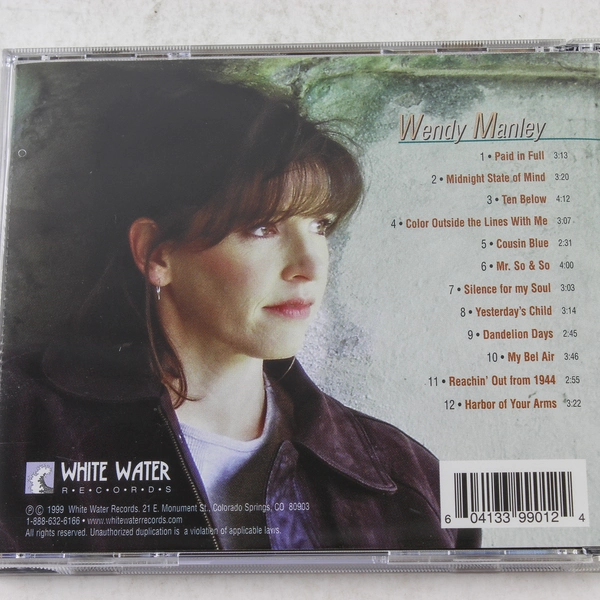 Wendy Manley
1 • Paid in Full 3:13
2 • Midnight State of Mind 3:20
3 • Ten Below 4:12
4 • Color Outside the Lines With Me 3:07
5 • Cousin Blue 2:31
6 • Mr. So & So 4:00
7 • Silence for my Soul 3:03
8 • Yesterday's Child 3:14
9 • Dandelion Days 2:45
10 • My Bel Air 3:46
11 • Reachin' Out from 1944 2:55
12 • Harbor of Your Arms 3:22
WHITE WATER
R•E•C•O•R•D•S
℗ © 1999 White Water Records. 21 E. Monument St., Colorado Springs, CO 80903
1-888-632-6166 • www.whitewaterrecords.com
All rights reserved. Unauthorized duplication is a violation of applicable laws.
6 04133 99012 4